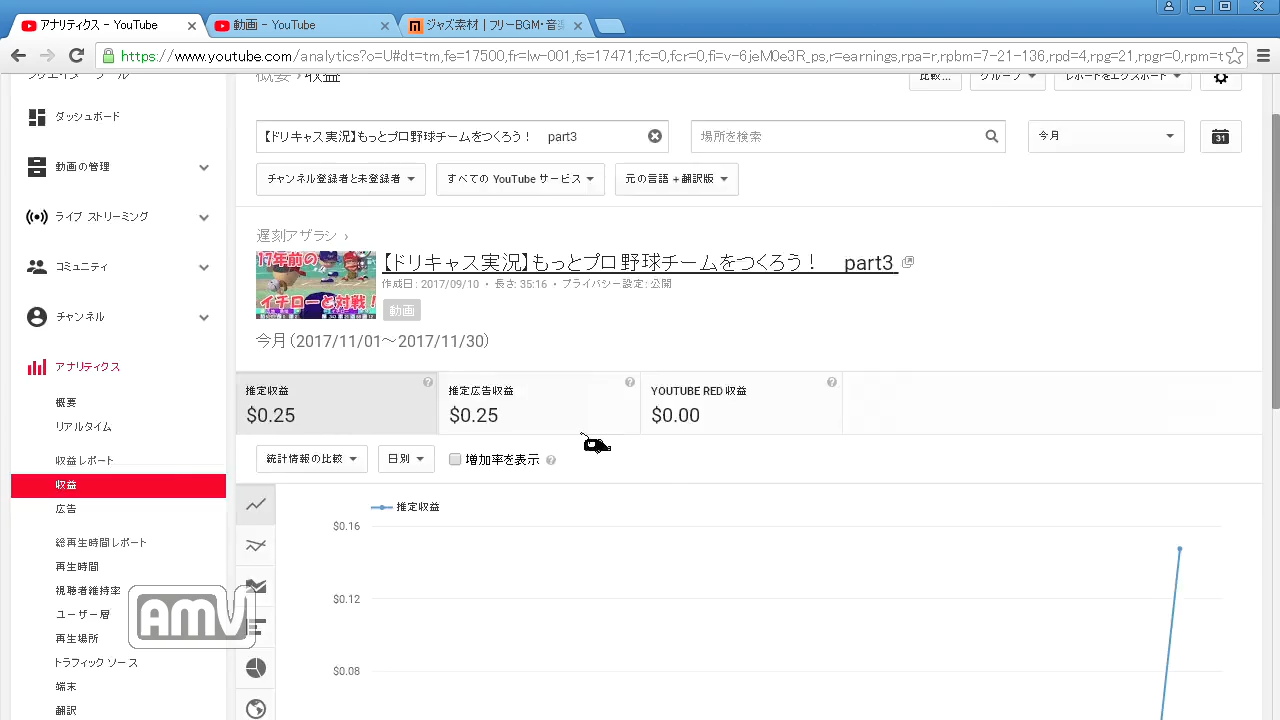 アナリティクス - YouTube
動画 - YouTube
ジャズ素材 | フリーBGM・音
https://www.youtube.com/analytics?o=U#dt=tm,fe=17500,fr=lw-001,fs=17471,fc=0,fcr=0,fi=v-6jeM0e3R_psr=earnings,rpa=r,rpbm=7-21-136,rpd=4,rpg=21,rpgr=0,rpm=t
概要 › 収益
比較...
グループ
レポートをエクスポート
ダッシュボード
動画の管理
ライブ ストリーミング
コミュニティ
チャンネル
アナリティクス
概要
リアルタイム
収益レポート
収益
広告
総再生時間レポート
再生時間
視聴者維持率
ユーザー層
再生場所
トラフィック ソース
端末
翻訳
【ドリキャス実況】もっとプロ野球チームをつくろう！ part3
場所を検索
今月
31
チャンネル登録者と未登録者
すべての YouTube サービス
元の言語 + 翻訳版
遅刻アザラシ ›
17年前の
イチローと対戦！
【ドリキャス実況】もっとプロ野球チームをつくろう！ part3
作成日: 2017/09/10 • 長さ: 35:16 • プライバシー設定: 公開
動画
今月（2017/11/01～2017/11/30）
推定収益
$0.25
推定広告収益
$0.25
YOUTUBE RED 収益
$0.00
統計情報の比較
日別
増加率を表示
推定収益
$0.16
$0.12
$0.08
AMV